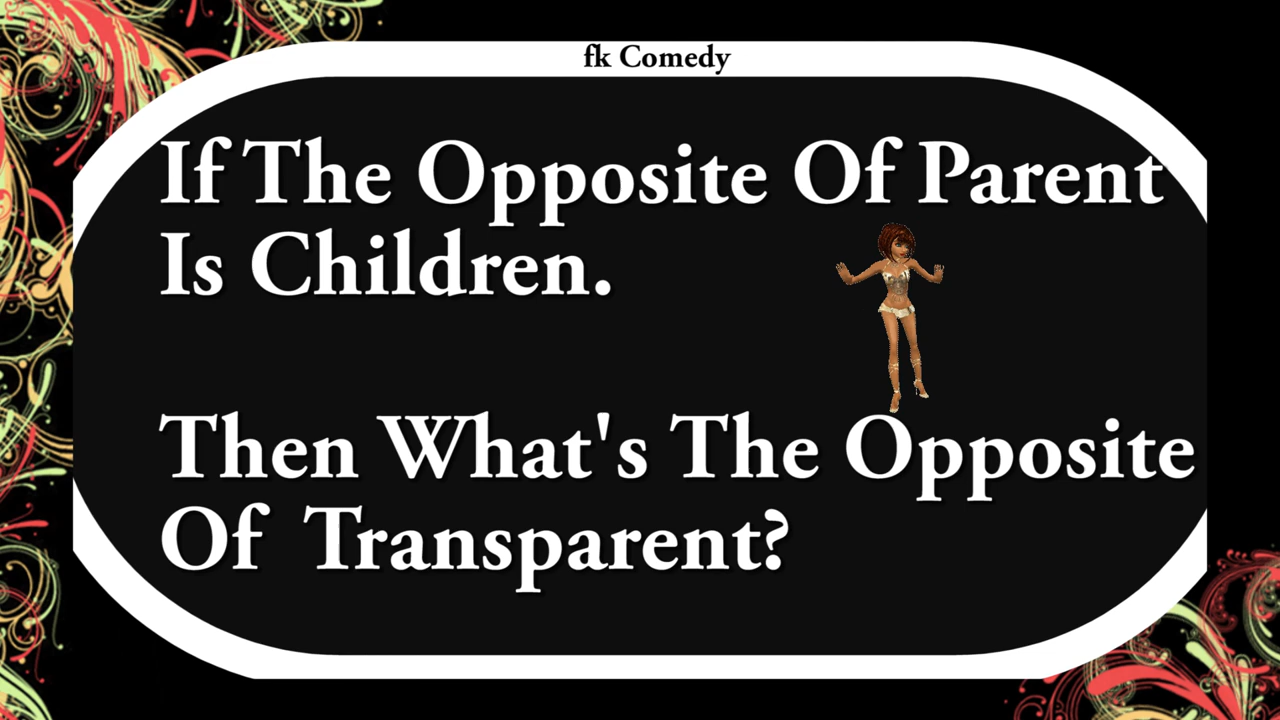 fk Comedy
If The Opposite Of Parent
Is Children.
Then What's The Opposite
Of Transparent?